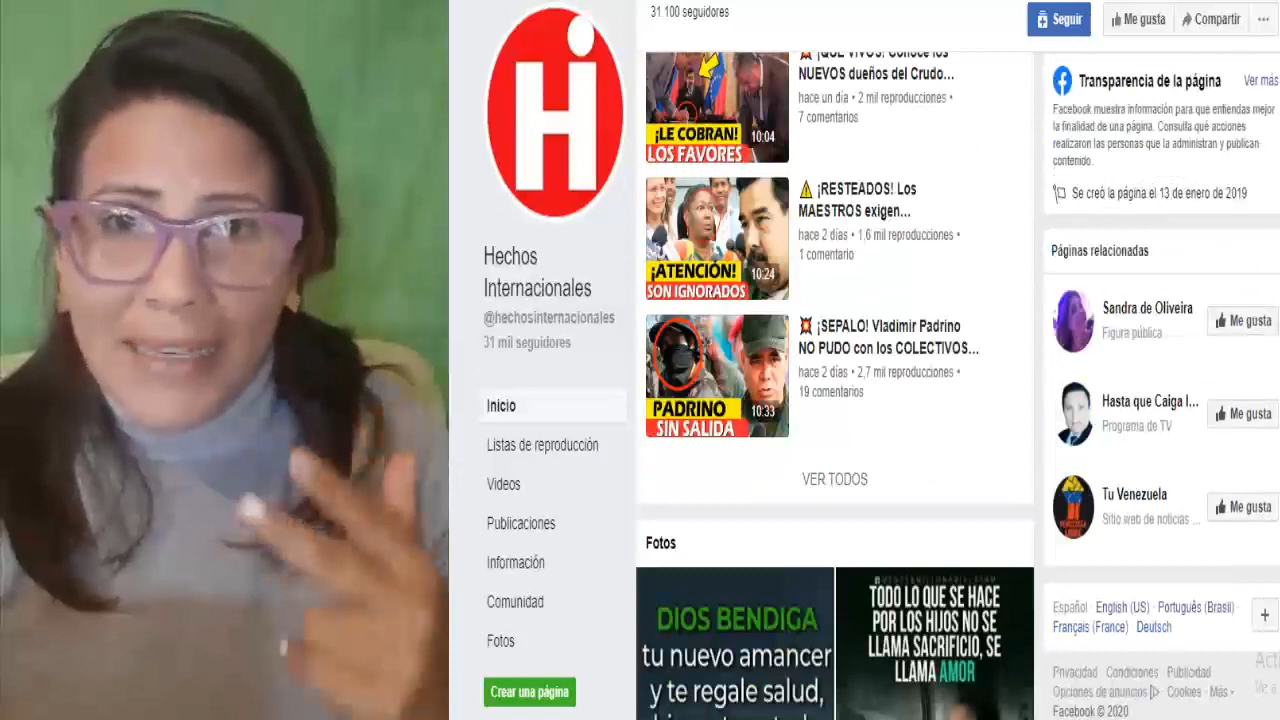 Hi
Hechos
Internacionales
@hechosinternacionales
31 mil seguidores
Inicio
Listas de reproducción
Videos
Publicaciones
Información
Comunidad
Fotos
Crear una página
31 100 seguidores
Seguir
Me gusta
Compartir
¡QUE VIVOS! Conoce los
NUEVOS dueños del Crudo...
hace un día • 2 mil reproducciones •
7 comentarios
¡LE COBRAN!
LOS FAVORES
10:04
¡RESTEADOS! Los
MAESTROS exigen...
hace 2 días • 1,6 mil reproducciones •
1 comentario
¡ATENCIÓN!
SON IGNORADOS
10:24
¡SEPALO! Vladimir Padrino
NO PUDO con los COLECTIVOS...
hace 2 días • 2,7 mil reproducciones •
19 comentarios
PADRINO
SIN SALIDA
10:33
VER TODOS
Fotos
DIOS BENDIGA
tu nuevo amancer
y te regale salud,
TODO LO QUE SE HACE
POR LOS HIJOS NO SE
LLAMA SACRIFICIO, SE
LLAMA AMOR
Transparencia de la página
Ver más
Facebook muestra información para que entiendas mejor
la finalidad de una página. Consulta qué acciones
realizaron las personas que la administran y publican
contenido.
Se creó la página el 13 de enero de 2019
Páginas relacionadas
Sandra de Oliveira
Figura pública
Me gusta
Hasta que Caiga l...
Programa de TV
Me gusta
Tu Venezuela
Sitio web de noticias ...
Me gusta
Español · English (US) · Português (Brasil) ·
Français (France) · Deutsch
Privacidad · Condiciones · Publicidad ·
Opciones de anuncios · Cookies · Más ·
Facebook © 2020